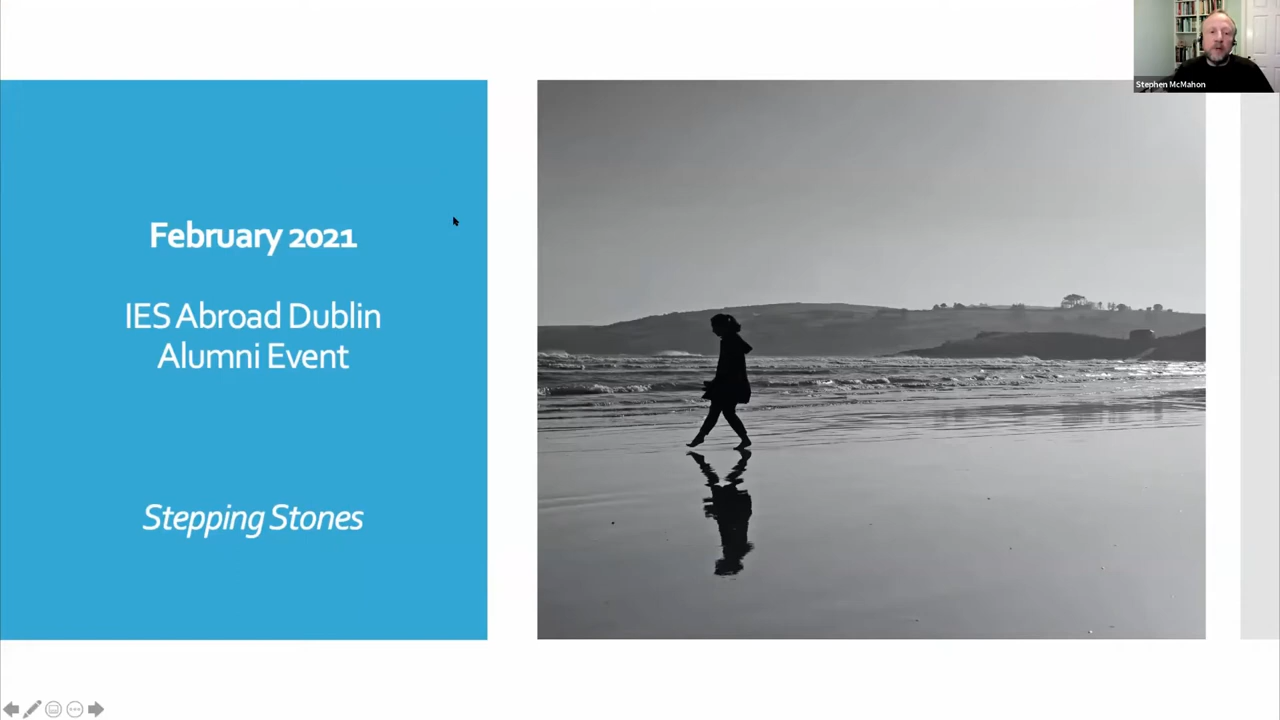 Stephen McMahon
February 2021
IES Abroad Dublin
Alumni Event
Stepping Stones